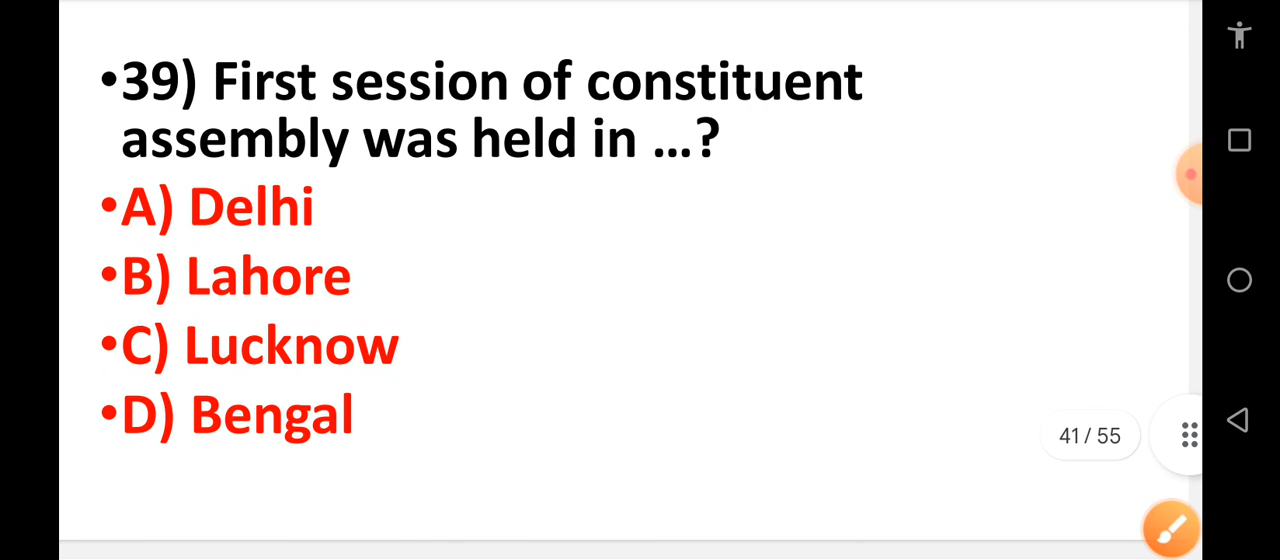 •39) First session of constituent
assembly was held in ...?
•A) Delhi
•B) Lahore
•C) Lucknow
•D) Bengal
41 / 55